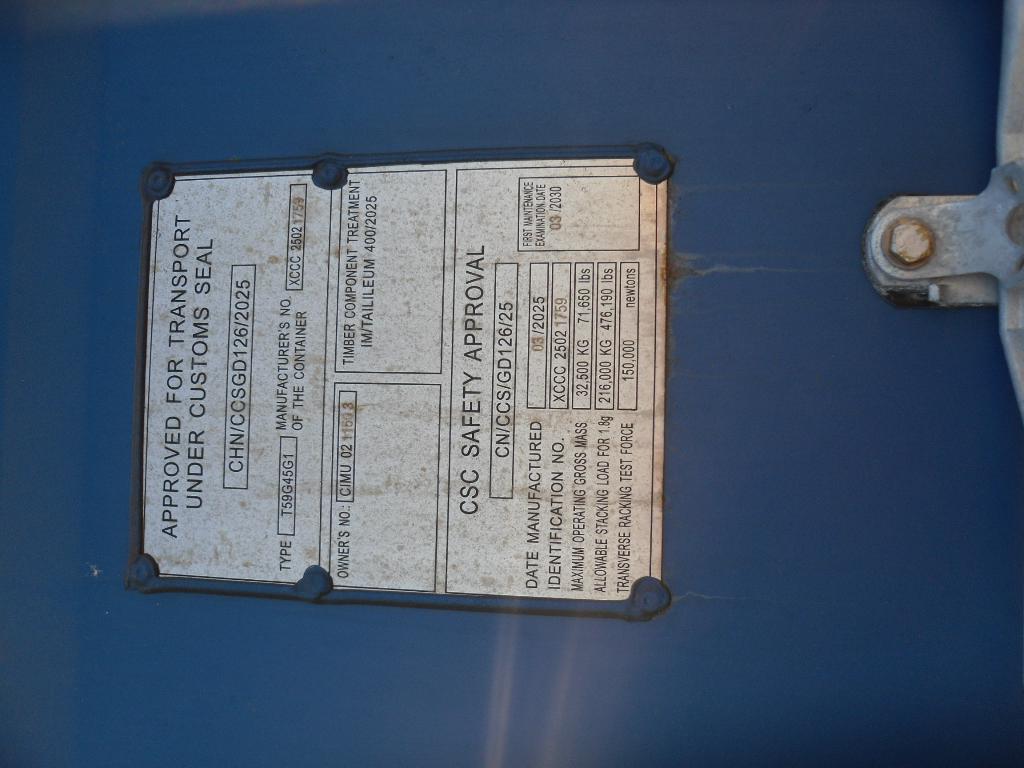 APPROVED FOR TRANSPORT
UNDER CUSTOMS SEAL
CHN/CCSGD126/2025
TYPE T59G45G1 MANUFACTURER'S NO. OF THE CONTAINER XCCC 2502 1759
OWNER'S NO.: CIMU 02
TIMBER COMPONENT TREATMENT
IM/TAILILEUM 400/2025
CSC SAFETY APPROVAL
CN/CCS/GD126/25
DATE MANUFACTURED 03/2025
IDENTIFICATION NO. XCCC 2502 1759
MAXIMUM OPERATING GROSS MASS 32,500 KG 71,650 lbs
ALLOWABLE STACKING LOAD FOR 1.8g 216,000 KG 476,190 lbs
TRANSVERSE RACKING TEST FORCE 150,000 newtons
FIRST MAINTENANCE
EXAMINATION DATE
03/2030